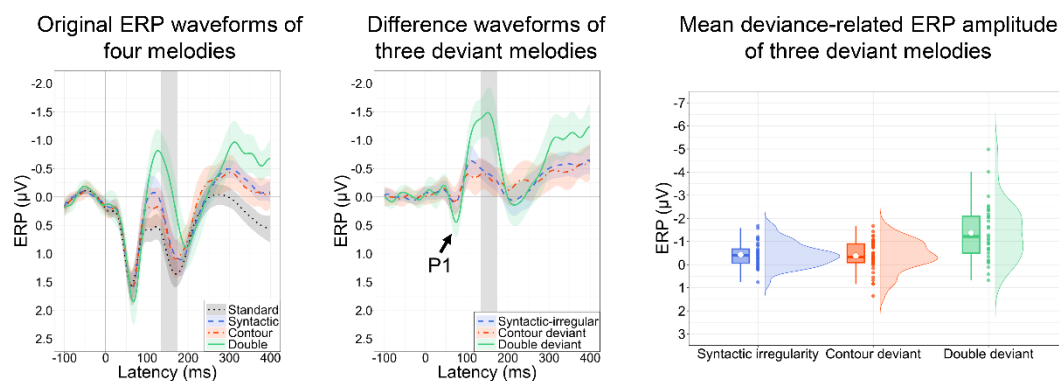 Original ERP waveforms of
four melodies
-2.0
-1.5
-1.0
-0.5
0.0
0.5
1.0
1.5
2.0
2.5
ERP (µV)
Standard
Syntactic
Contour
Double
-100 0 100 200 300 400
Latency (ms)
Difference waveforms of
three deviant melodies
-2.0
-1.5
-1.0
-0.5
0.0
0.5
1.0
1.5
2.0
2.5
ERP (µV)
P1
Syntactic-irregular
Contour deviant
Double deviant
-100 0 100 200 300 400
Latency (ms)
Mean deviance-related ERP amplitude
of three deviant melodies
-7
-6
-5
-4
-3
-2
-1
0
1
2
3
ERP (µV)
Syntactic irregularity Contour deviant Double deviant